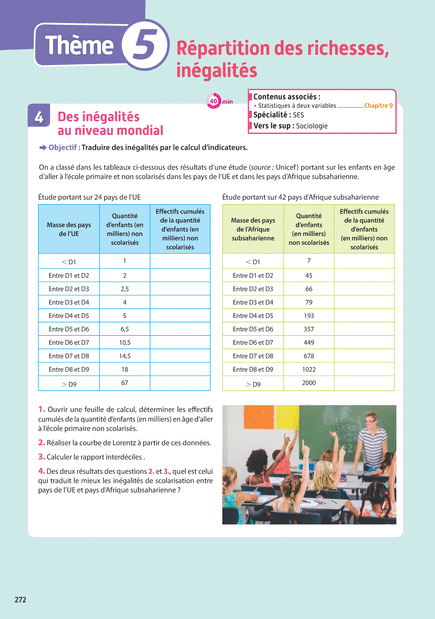 Thème 5
Répartition des richesses,
inégalités
40 min
Contenus associés :
• Statistiques à deux variables ................ Chapitre 9
Spécialité : SES
Vers le sup : Sociologie
4
Des inégalités
au niveau mondial
➡ Objectif : Traduire des inégalités par le calcul d'indicateurs.
On a classé dans les tableaux ci-dessous des résultats d'une étude (source : Unicef) portant sur les enfants en âge
d'aller à l'école primaire et non scolarisés dans les pays de l'UE et dans les pays d'Afrique subsaharienne.
Étude portant sur 24 pays de l'UE
Masse des pays
de l'UE
Quantité
d'enfants (en
milliers) non
scolarisés
Effectifs cumulés
de la quantité
d'enfants (en
milliers) non
scolarisés
< D1 1
Entre D1 et D2 2
Entre D2 et D3 2,5
Entre D3 et D4 4
Entre D4 et D5 5
Entre D5 et D6 6,5
Entre D6 et D7 10,5
Entre D7 et D8 14,5
Entre D8 et D9 18
> D9 67
Étude portant sur 42 pays d'Afrique subsaharienne
Masse des pays
de l'Afrique
subsaharienne
Quantité
d'enfants
(en milliers)
non scolarisés
Effectifs cumulés
de la quantité
d'enfants
(en milliers) non
scolarisés
< D1 7
Entre D1 et D2 45
Entre D2 et D3 66
Entre D3 et D4 79
Entre D4 et D5 193
Entre D5 et D6 357
Entre D6 et D7 449
Entre D7 et D8 678
Entre D8 et D9 1022
> D9 2000
1. Ouvrir une feuille de calcul, déterminer les effectifs
cumulés de la quantité d'enfants (en milliers) en âge d'aller
à l'école primaire non scolarisés.
2. Réaliser la courbe de Lorentz à partir de ces données.
3. Calculer le rapport interdéciles .
4. Des deux résultats des questions 2. et 3., quel est celui
qui traduit le mieux les inégalités de scolarisation entre
pays de l'UE et pays d'Afrique subsaharienne ?
272